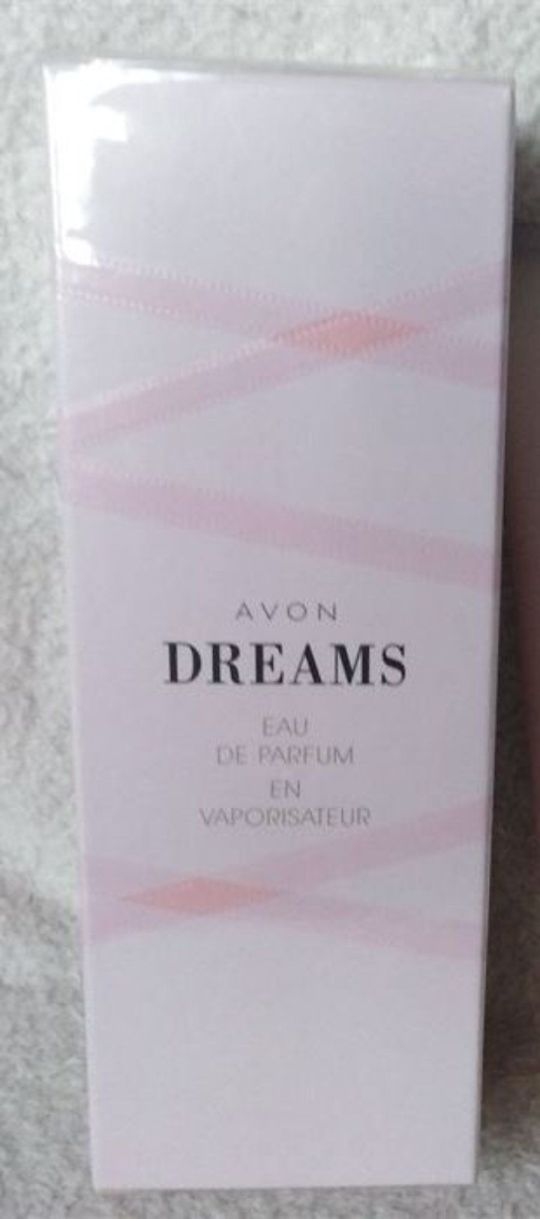 AVON
DREAMS
EAU
DE PARFUM
EN
VAPORISATEUR